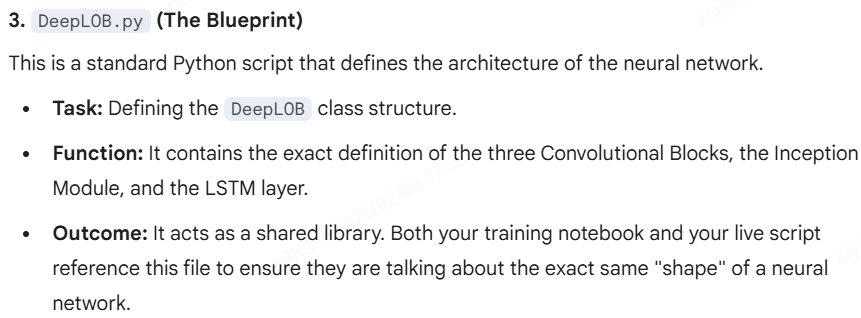 3. DeepLOB.py (The Blueprint)
This is a standard Python script that defines the architecture of the neural network.
• Task: Defining the DeepLOB class structure.
• Function: It contains the exact definition of the three Convolutional Blocks, the Inception
Module, and the LSTM layer.
• Outcome: It acts as a shared library. Both your training notebook and your live script
reference this file to ensure they are talking about the exact same "shape" of a neural
network.